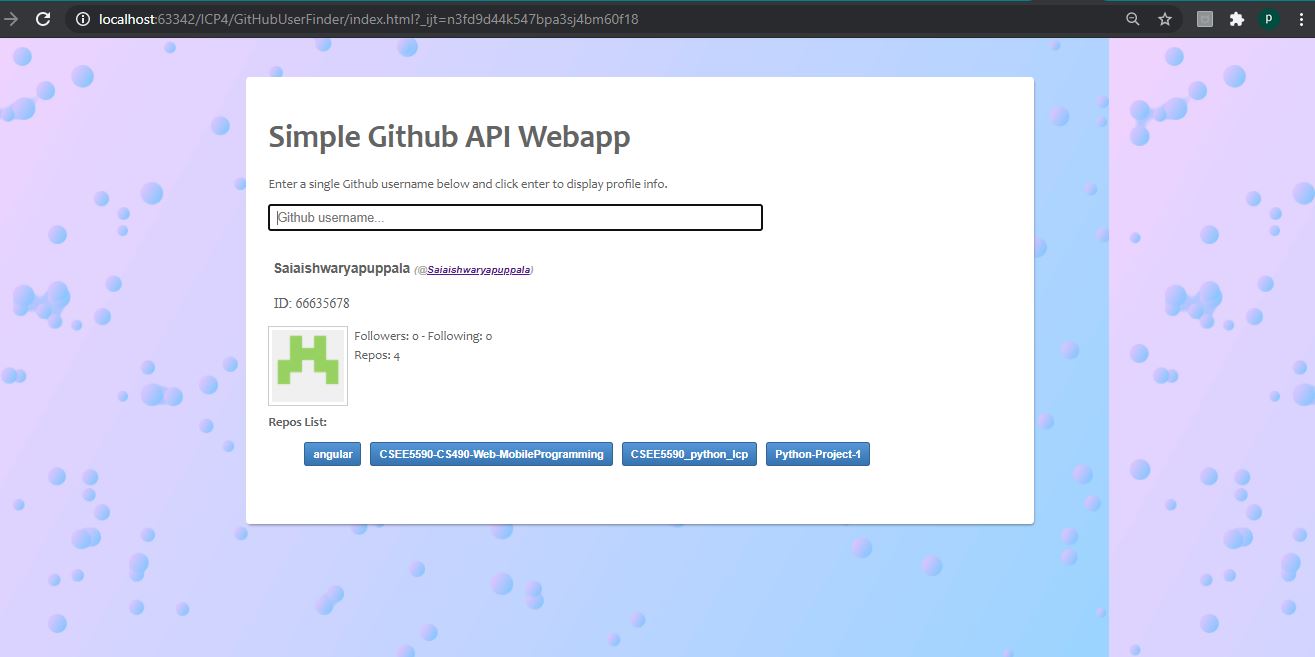 localhost:63342/ICP4/GitHubUserFinder/index.html?_ijt=n3fd9d44k547bpa3sj4bm60f18
p
Simple Github API Webapp
Enter a single Github username below and click enter to display profile info.
Github username...
Saiaishwaryapuppala (@Saiaishwaryapuppala)
ID: 66635678
Followers: 0 - Following: 0
Repos: 4
Repos List:
angular CSEE5590-CS490-Web-MobileProgramming CSEE5590_python_Icp Python-Project-1